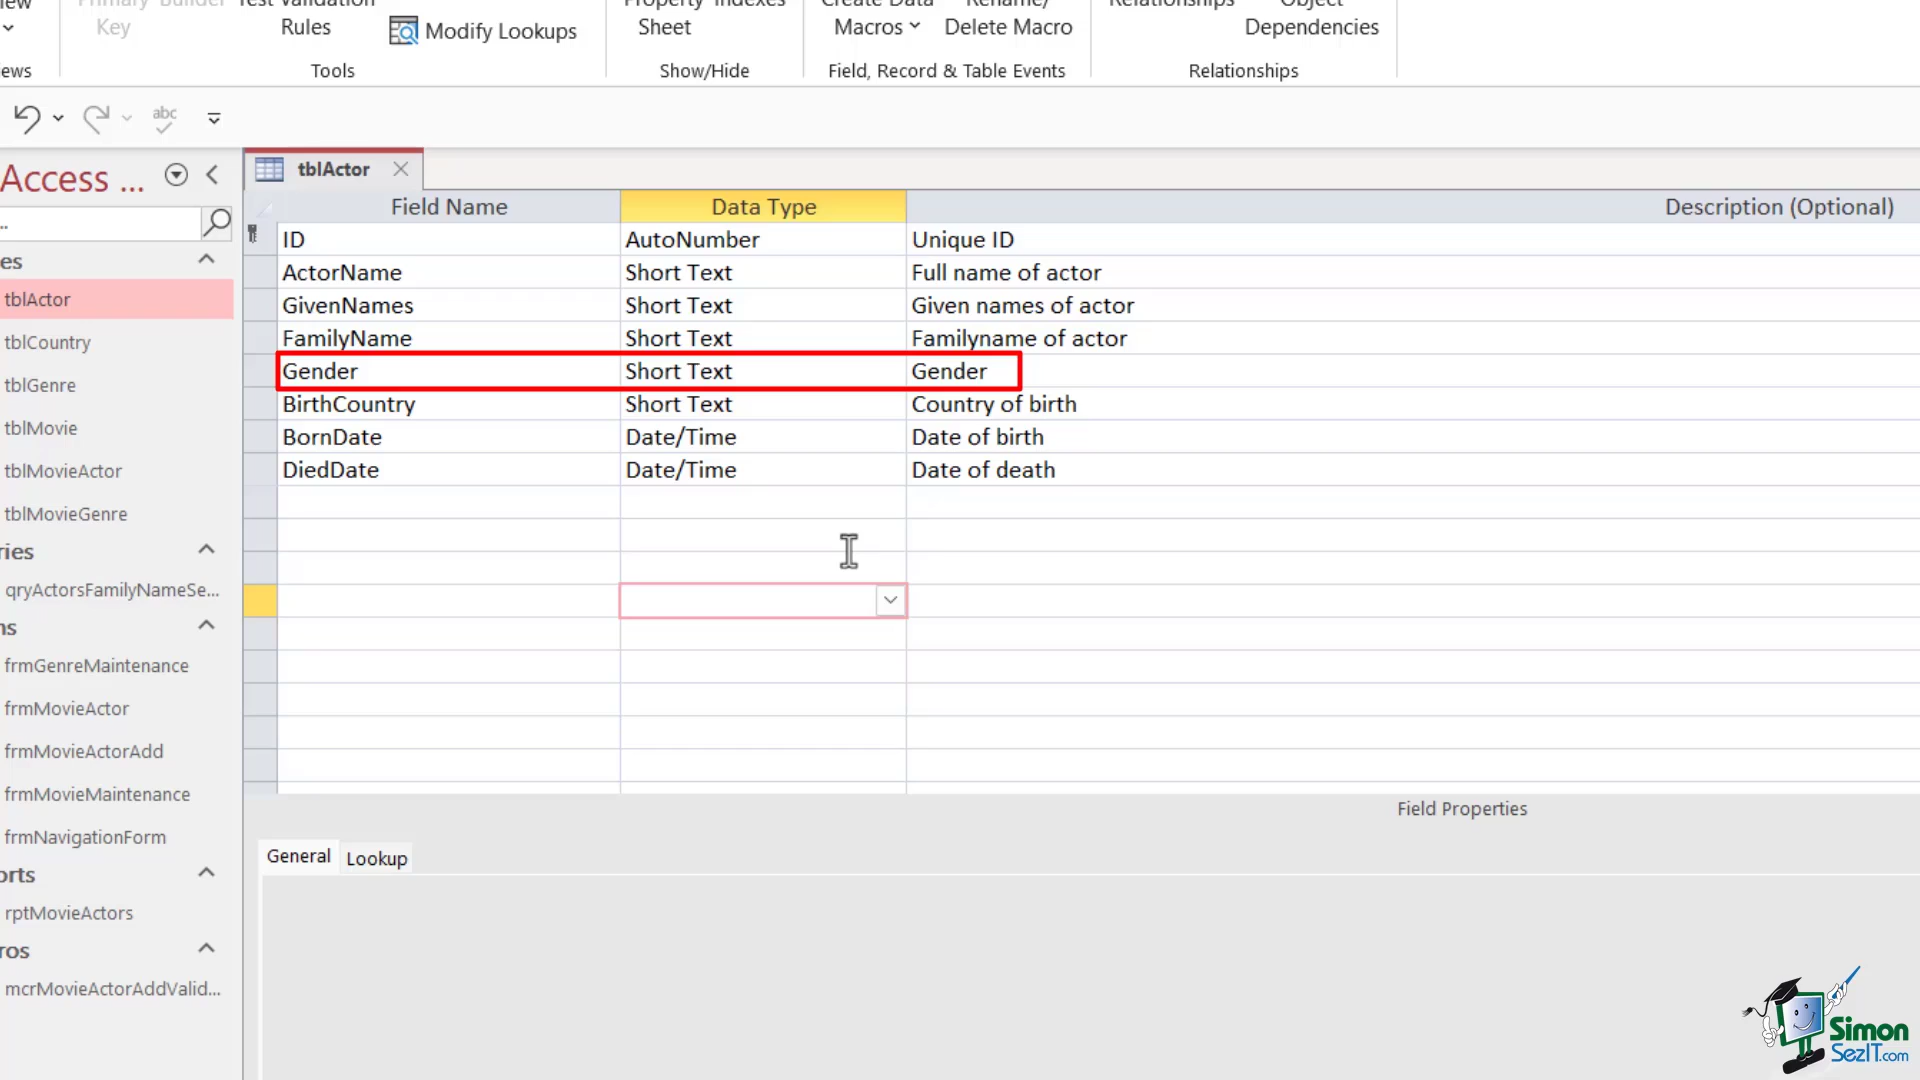 Key
Rules
Modify Lookups
Sheet
Macros
Delete Macro
Dependencies
Tools
Show/Hide
Field, Record & Table Events
Relationships
abc
Access ...
tblActor
Field Name Data Type Description (Optional)
ID AutoNumber Unique ID
ActorName Short Text Full name of actor
GivenNames Short Text Given names of actor
FamilyName Short Text Familyname of actor
Gender Short Text Gender
BirthCountry Short Text Country of birth
BornDate Date/Time Date of birth
DiedDate Date/Time Date of death
tblActor
tblCountry
tblGenre
tblMovie
tblMovieActor
tblMovieGenre
qryActorsFamilyNameSe...
frmGenreMaintenance
frmMovieActor
frmMovieActorAdd
frmMovieMaintenance
frmNavigationForm
rptMovieActors
mcrMovieActorAddValid...
Field Properties
General Lookup
Simon
SezIT.com